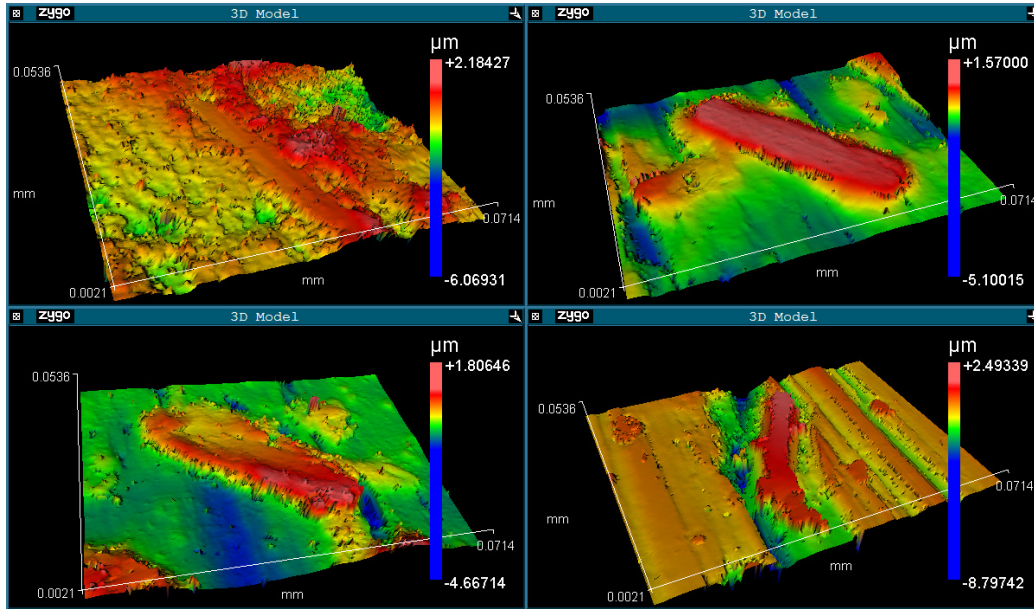 zygo 3D Model
µm
+2.18427
0.0536
mm
0.0714
mm
0.0021
-6.06931
zygo 3D Model
µm
+1.57000
0.0536
mm
0.0714
mm
0.0021
-5.10015
zygo 3D Model
µm
+1.80646
0.0536
mm
0.0714
mm
0.0021
-4.66714
zygo 3D Model
µm
+2.49339
0.0536
0.0714
mm
mm
0.0021
-8.79742